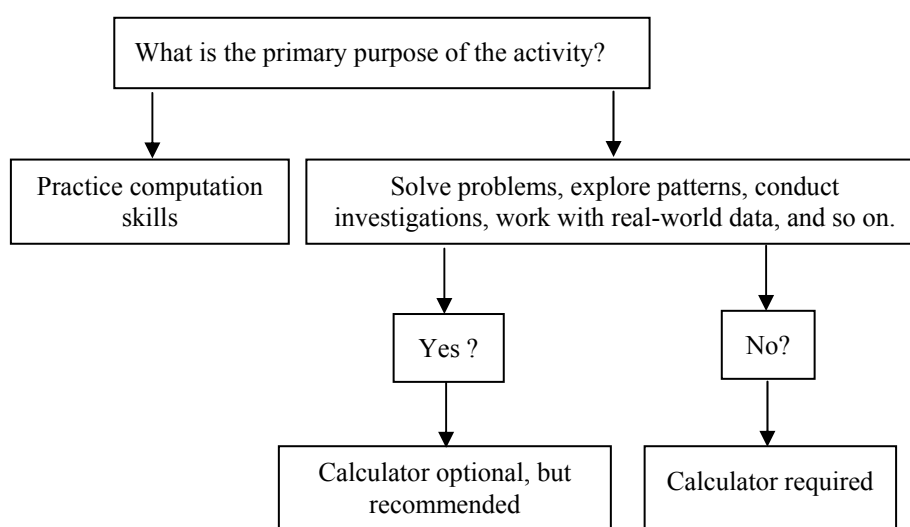 What is the primary purpose of the activity?
Practice computation
skills
Solve problems, explore patterns, conduct
investigations, work with real-world data, and so on.
Yes ?
No?
Calculator optional, but
recommended
Calculator required